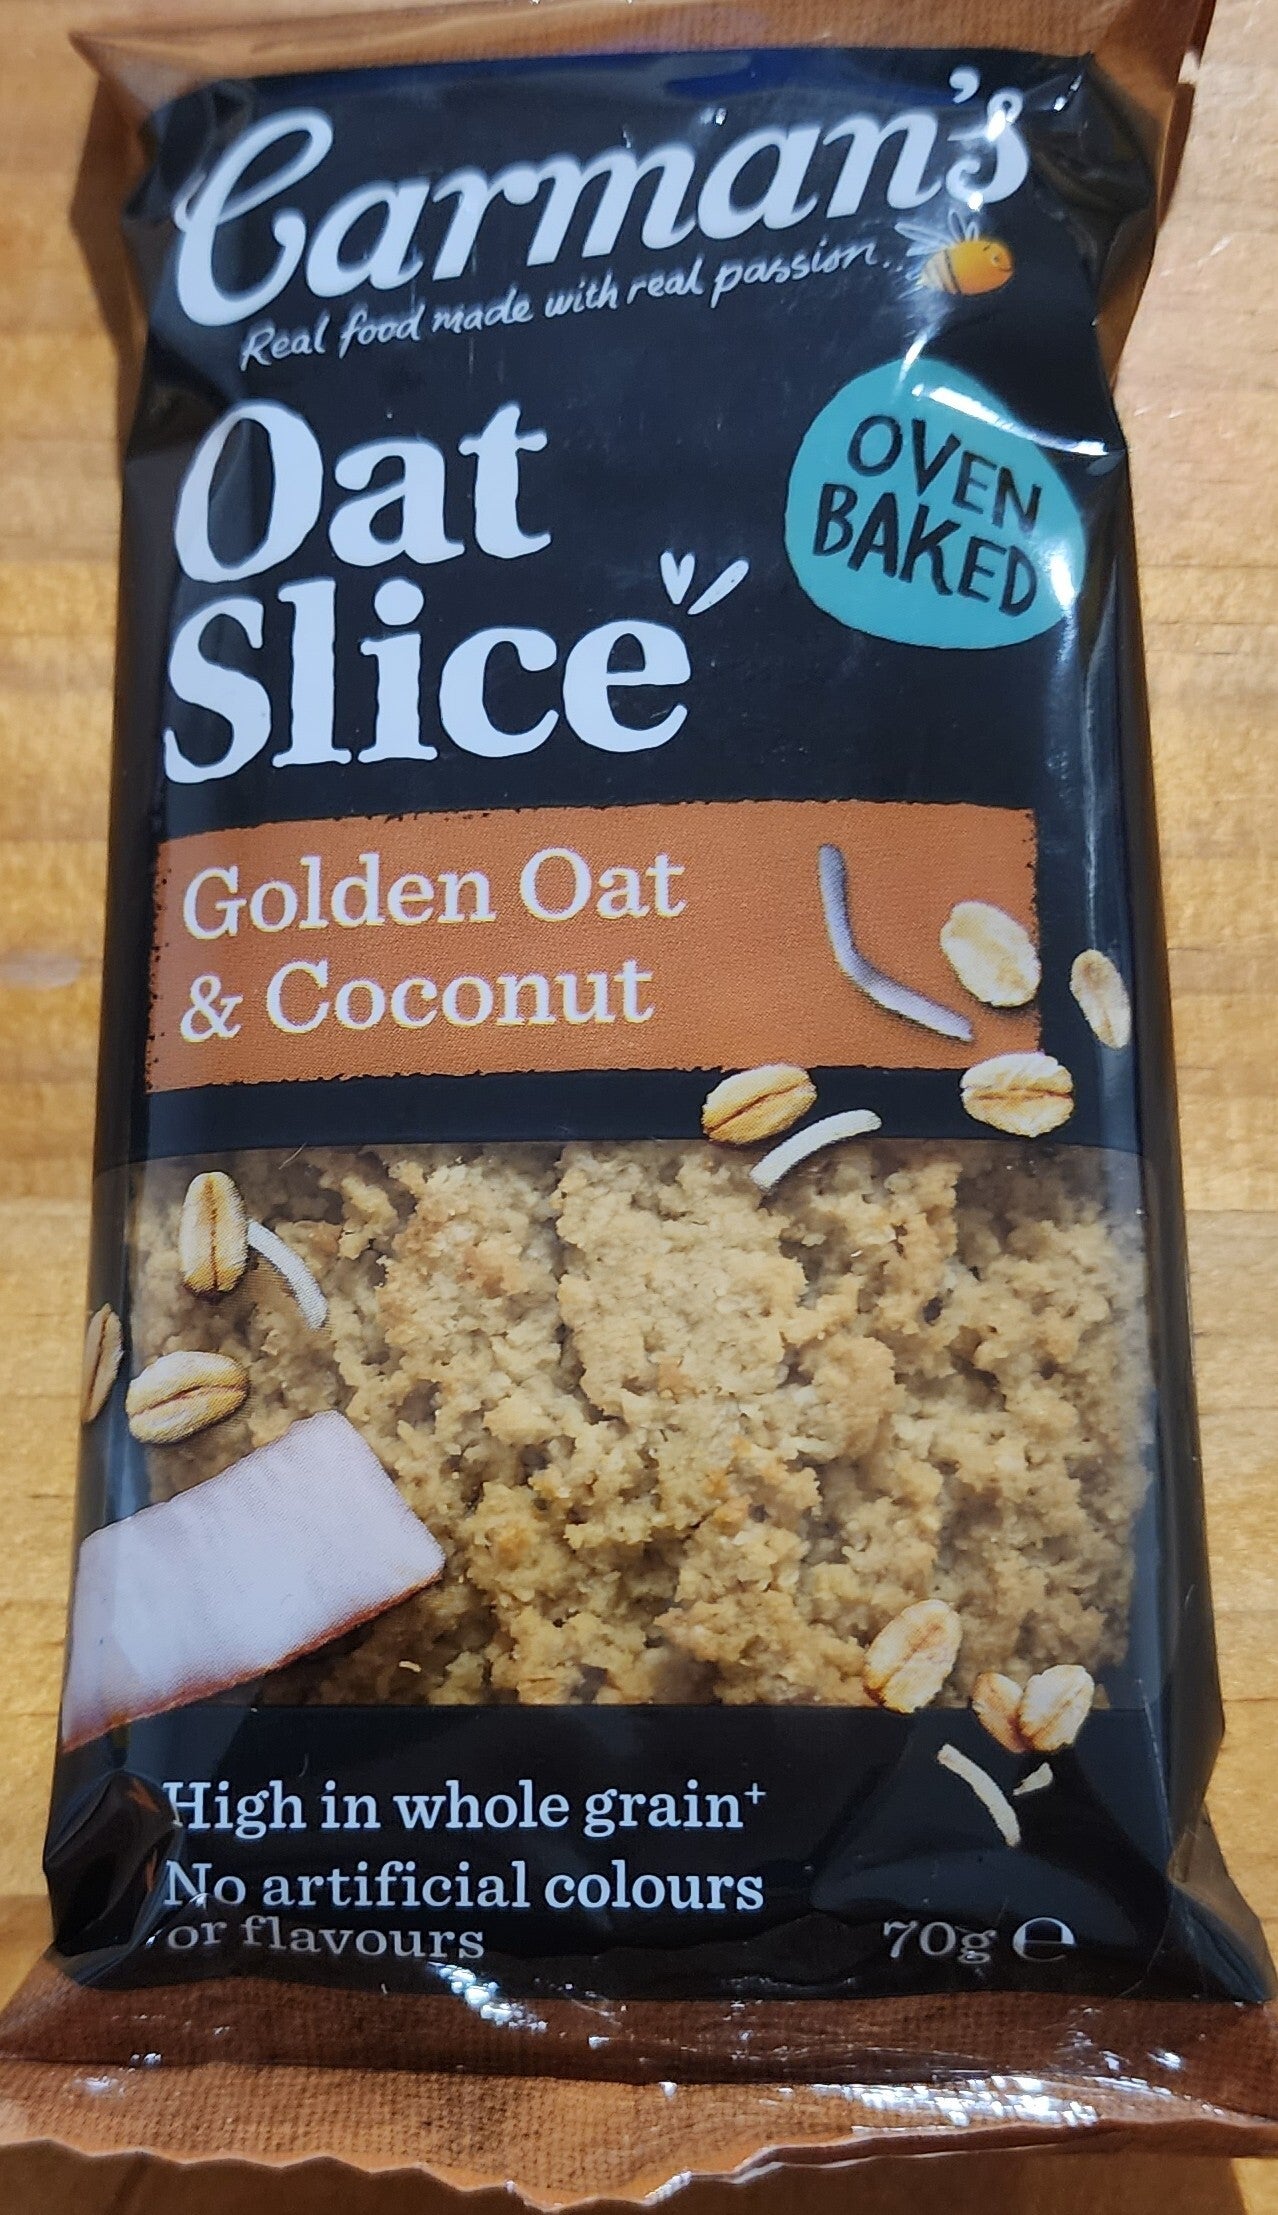 Carman's
Real food made with real passion...
OVEN
BAKED
Oat
Slice
Golden Oat
& Coconut
High in whole grain+
No artificial colours
or flavours
70g ℮